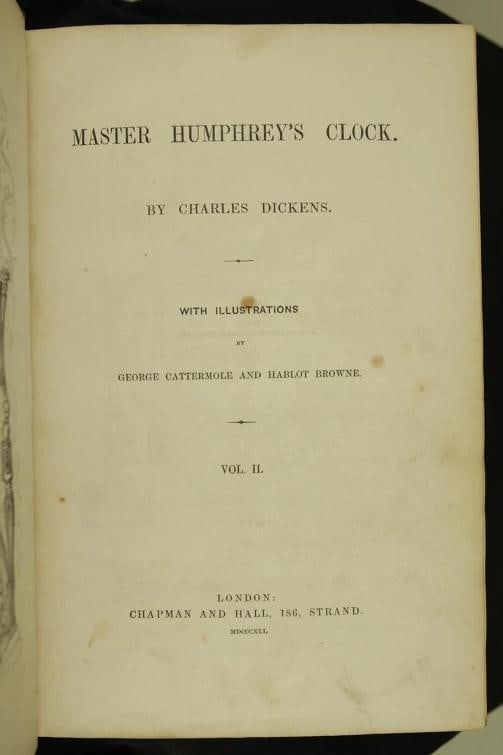 MASTER HUMPHREY'S CLOCK.
BY CHARLES DICKENS.
WITH ILLUSTRATIONS
BY
GEORGE CATTERMOLE AND HABLOT BROWNE.
VOL. II.
LONDON:
CHAPMAN AND HALL, 186, STRAND.
MDCCCXLI.